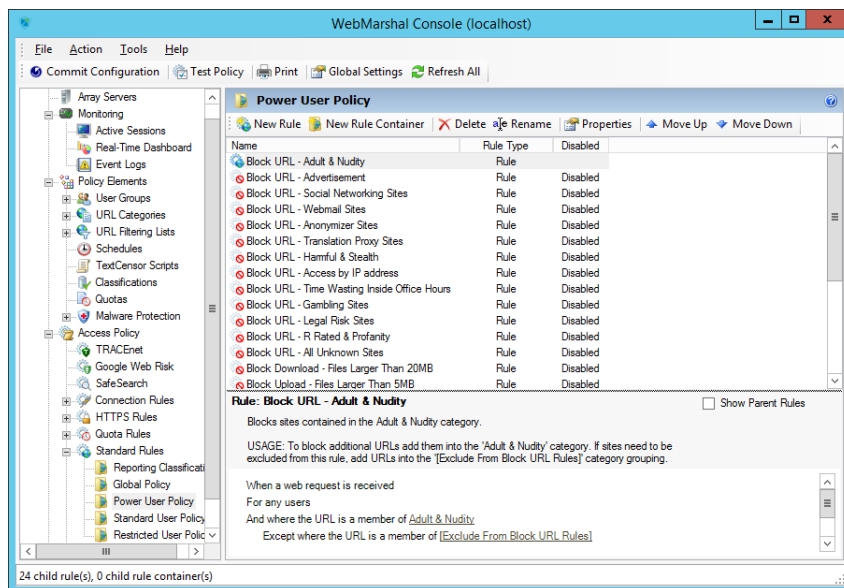 WebMarshal Console (localhost)
File Action Tools Help
Commit Configuration Test Policy Print Global Settings Refresh All
Array Servers
Monitoring
Active Sessions
Real-Time Dashboard
Event Logs
Policy Elements
User Groups
URL Categories
URL Filtering Lists
Schedules
TextCensor Scripts
Classifications
Quotas
Malware Protection
Access Policy
TRACEnet
Google Web Risk
SafeSearch
Connection Rules
HTTPS Rules
Quota Rules
Standard Rules
Reporting Classificati
Global Policy
Power User Policy
Standard User Policy
Restricted User Polic
Power User Policy
New Rule New Rule Container Delete Rename Properties Move Up Move Down
Name Rule Type Disabled
Block URL - Adult & Nudity Rule
Block URL - Advertisement Rule Disabled
Block URL - Social Networking Sites Rule Disabled
Block URL - Webmail Sites Rule Disabled
Block URL - Anonymizer Sites Rule Disabled
Block URL - Translation Proxy Sites Rule Disabled
Block URL - Harmful & Stealth Rule Disabled
Block URL - Access by IP address Rule Disabled
Block URL - Time Wasting Inside Office Hours Rule Disabled
Block URL - Gambling Sites Rule Disabled
Block URL - Legal Risk Sites Rule Disabled
Block URL - R Rated & Profanity Rule Disabled
Block URL - All Unknown Sites Rule Disabled
Block Download - Files Larger Than 20MB Rule Disabled
Block Upload - Files Larger Than 5MB Rule Disabled
Rule: Block URL - Adult & Nudity Show Parent Rules
Blocks sites contained in the Adult & Nudity category.
USAGE: To block additional URLs add them into the 'Adult & Nudity' category. If sites need to be
excluded from this rule, add URLs into the '[Exclude From Block URL Rules]' category grouping.
When a web request is received
For any users
And where the URL is a member of Adult & Nudity
Except where the URL is a member of [Exclude From Block URL Rules]
24 child rule(s), 0 child rule container(s)